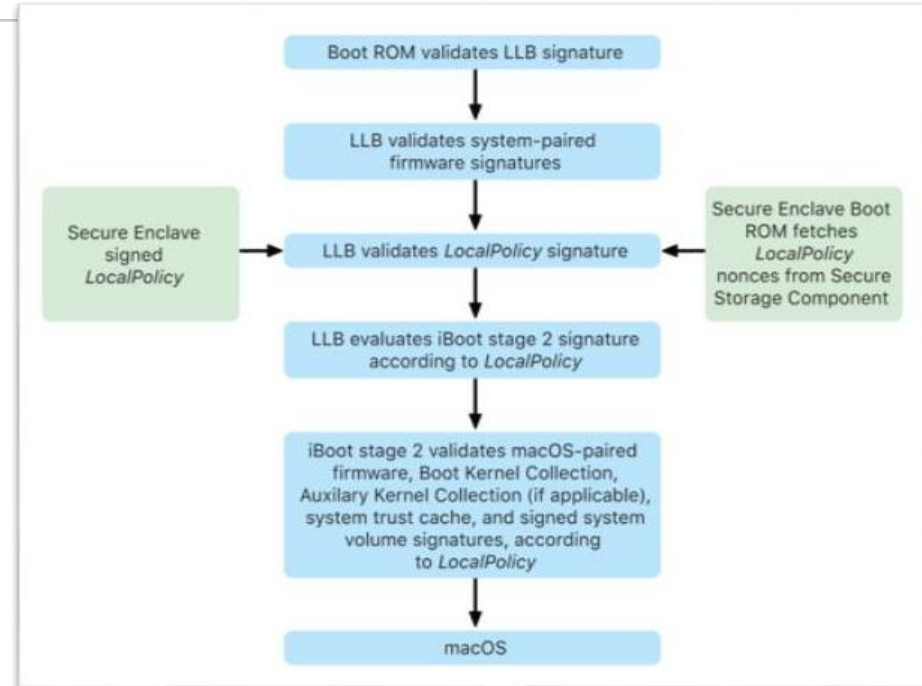 Boot ROM validates LLB signature
LLB validates system-paired
firmware signatures
Secure Enclave
signed
LocalPolicy
LLB validates LocalPolicy signature
Secure Enclave Boot
ROM fetches
LocalPolicy
nonces from Secure
Storage Component
LLB evaluates iBoot stage 2 signature
according to LocalPolicy
iBoot stage 2 validates macOS-paired
firmware, Boot Kernel Collection,
Auxilary Kernel Collection (if applicable),
system trust cache, and signed system
volume signatures, according
to LocalPolicy
macOS